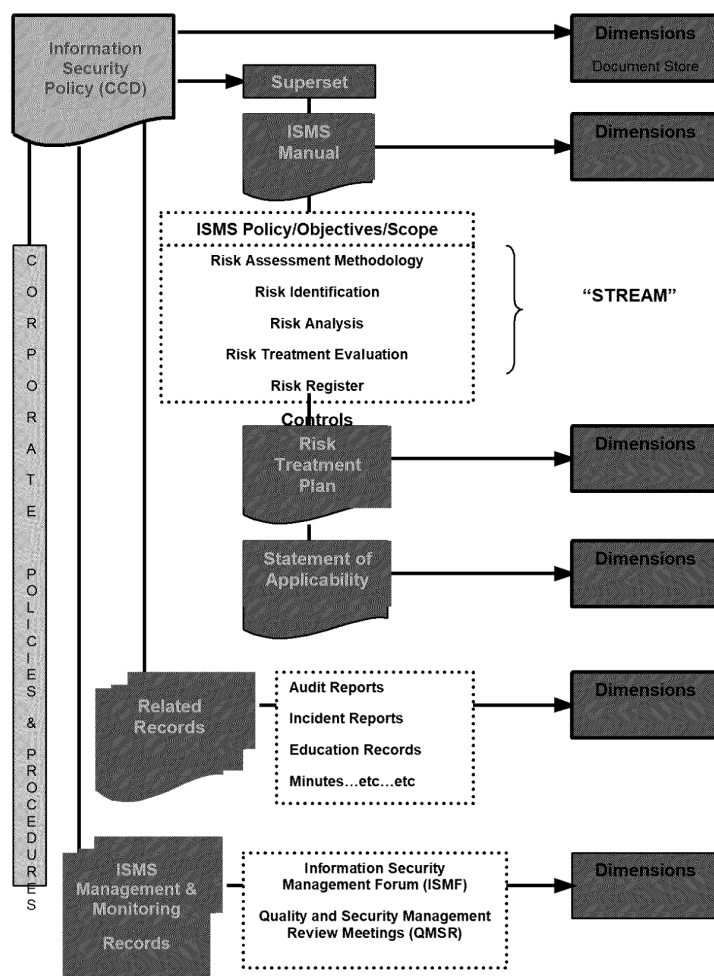 Information
Security
Policy (CCD)
Dimensions
Document Store
Superset
ISMS
Manual
Dimensions
ISMS Policy/Objectives/Scope
Risk Assessment Methodology
Risk Identification
Risk Analysis
Risk Treatment Evaluation
Risk Register
“STREAM”
CORPORATE POLICIES & PROCEDURES
Controls
Risk
Treatment
Plan
Dimensions
Statement of
Applicability
Dimensions
Related
Records
Audit Reports
Incident Reports
Education Records
Minutes…etc…etc
Dimensions
ISMS
Management &
Monitoring
Records
Information Security
Management Forum (ISMF)
Quality and Security Management
Review Meetings (QMSR)
Dimensions